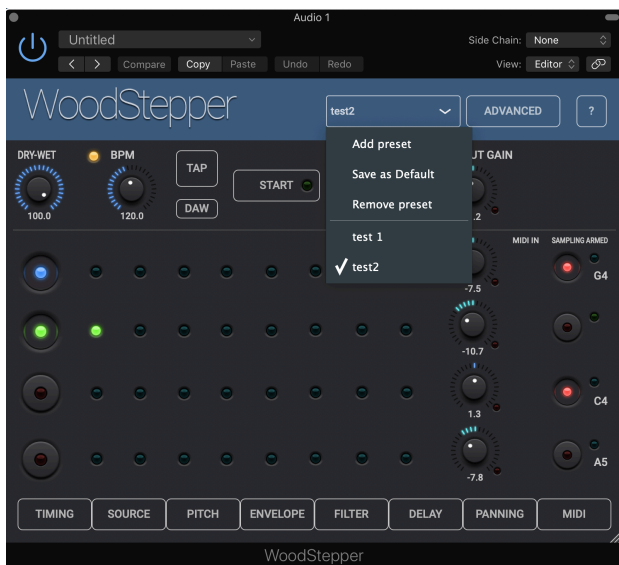 Audio 1
Untitled
Side Chain: None
Compare Copy Paste Undo Redo
View: Editor
WoodStepper
test2
ADVANCED
?
Add preset
Save as Default
Remove preset
test 1
test2
DRY-WET
BPM
TAP
START
UT GAIN
100.0
120.0
DAW
.2
MIDI IN
SAMPLING ARMED
-7.5
G4
-10.7
1.3
C4
-7.8
A5
TIMING SOURCE PITCH ENVELOPE FILTER DELAY PANNING MIDI
WoodStepper